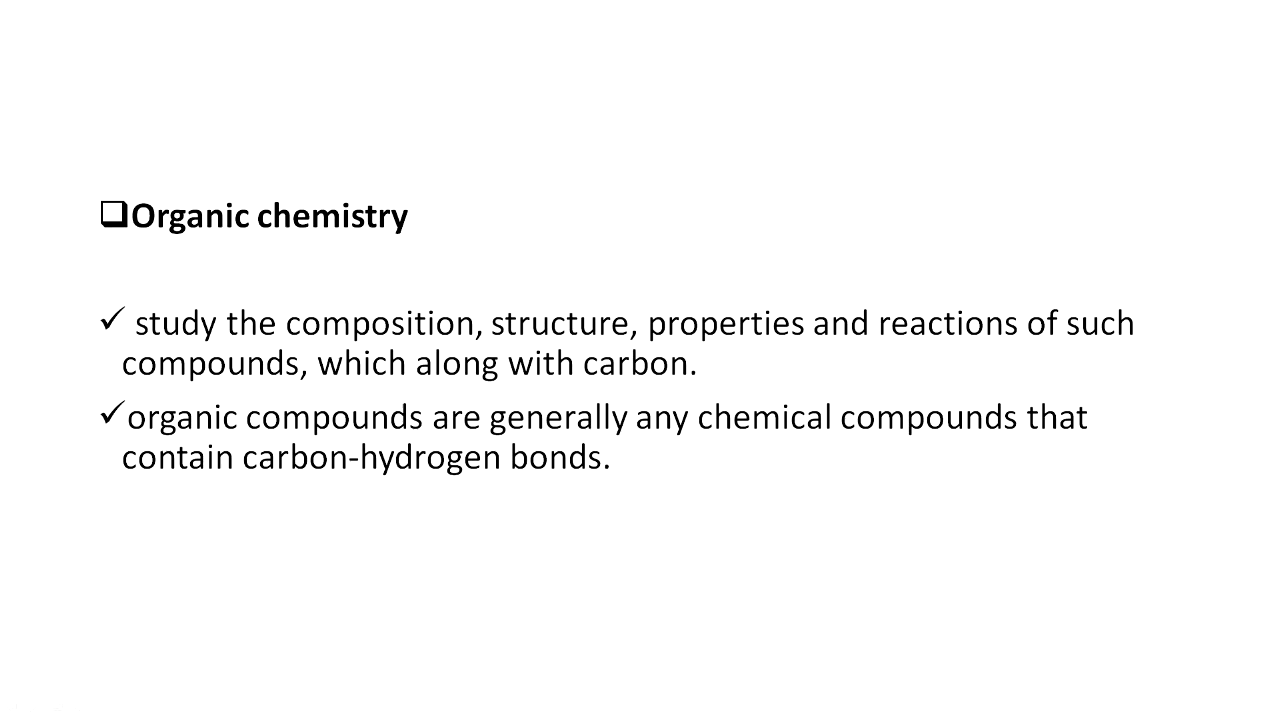 ❑Organic chemistry
✓ study the composition, structure, properties and reactions of such
compounds, which along with carbon.
✓organic compounds are generally any chemical compounds that
contain carbon-hydrogen bonds.